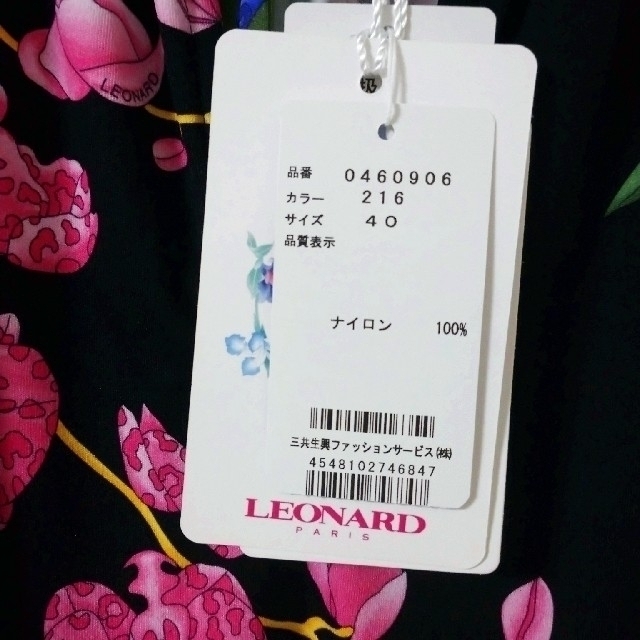 LEONARD
品番 0460906
カラー 216
サイズ 40
品質表示
ナイロン 100%
三共生興ファッションサービス(株)
4548102746847
LEONARD
PARIS